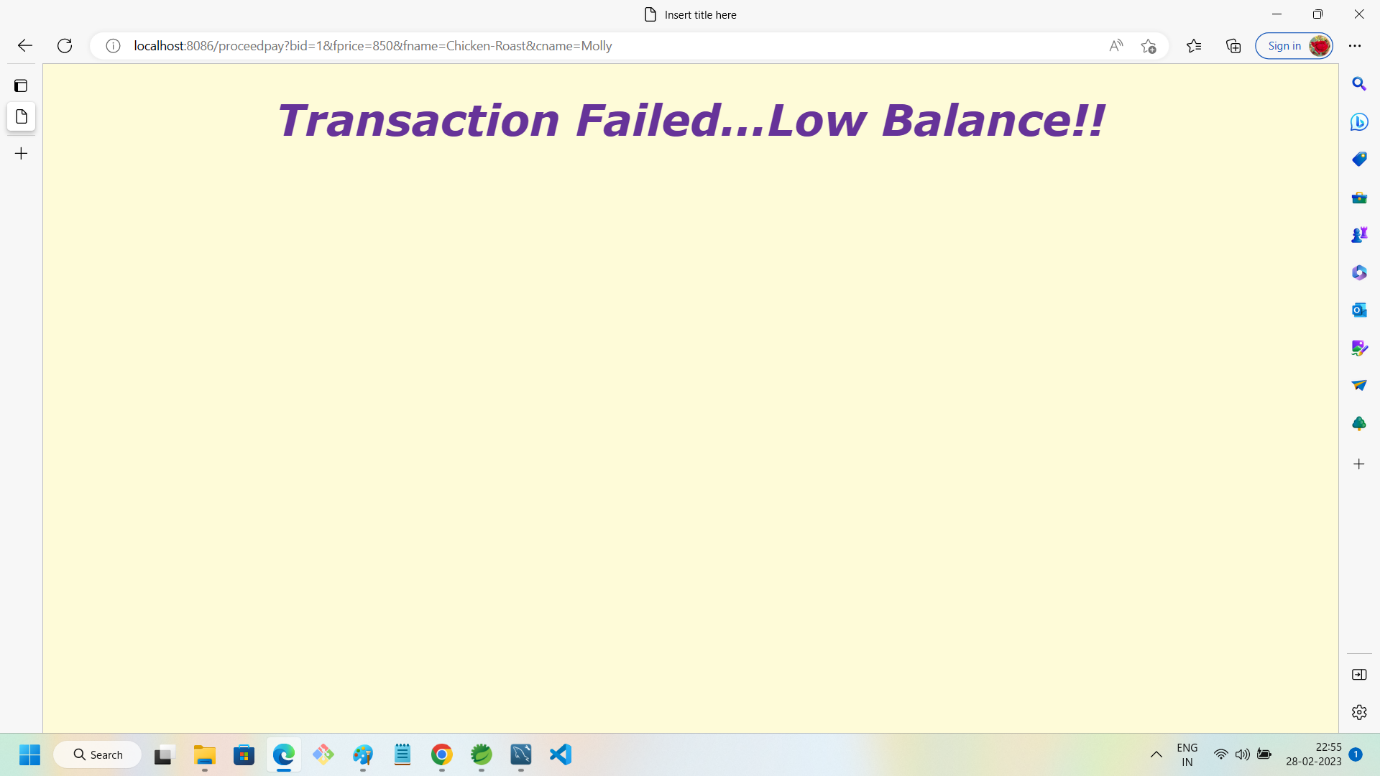 Insert title here
localhost:8086/proceedpay?bid=1&fprice=850&fname=Chicken-Roast&cname=Molly
Sign in
Transaction Failed...Low Balance!!
Search
ENG
IN
22:55
28-02-2023
1